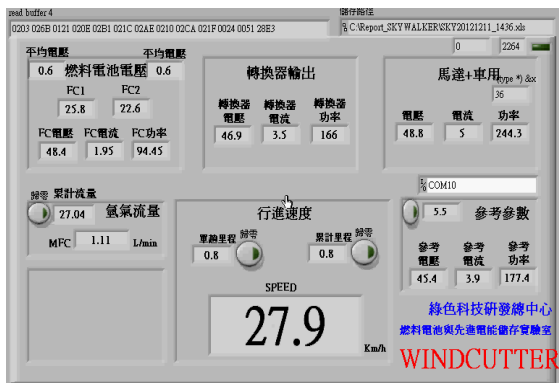 read buffer 4
儲存路徑
0203 026B 0121 020E 02B1 021C 02AE 0210 02CA 021F 0024 0051 28E3
C:\Report_SKYWALKER\SKY20121211_1436.xls
0 2264
平均電壓 平均電壓
0.6 燃料電池電壓 0.6
FC1 FC2
25.8 22.6
FC電壓 FC電流 FC功率
48.4 1.95 94.45
轉換器輸出
轉換器電壓 轉換器電流 轉換器功率
46.9 3.5 166
馬達+車用
type *) &x
36
電壓 電流 功率
48.8 5 244.3
COM10
歸零 累計流量
27.04 氫氣流量
MFC 1.11 L/min
行進速度
單趟里程 歸零 累計里程 歸零
0.8 0.8
SPEED
27.9 Km/h
5.5 參考參數
參考電壓 參考電流 參考功率
45.4 3.9 177.4
綠色科技研發總中心
燃料電池與先進電能儲存實驗室
WINDCUTTER